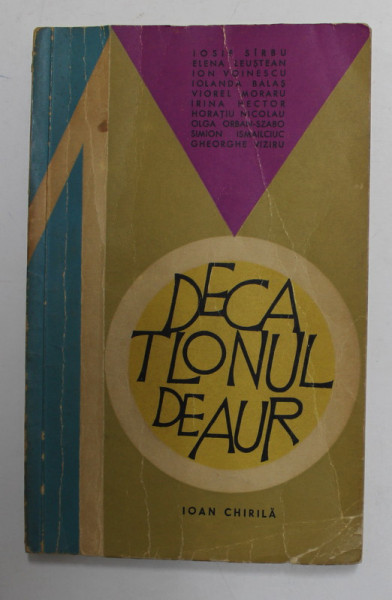 IOSIF SÎRBU
ELENA LEUSTEAN
ION VOINESCU
IOLANDA BALAȘ
VIOREL MORARU
IRINA HECTOR
HORAȚIU NICOLAU
OLGA ORBAN-SZABO
SIMION ISMAILCIUC
GHEORGHE VIZIRU
DECA
TLONUL
DE AUR
IOAN CHIRILĂ